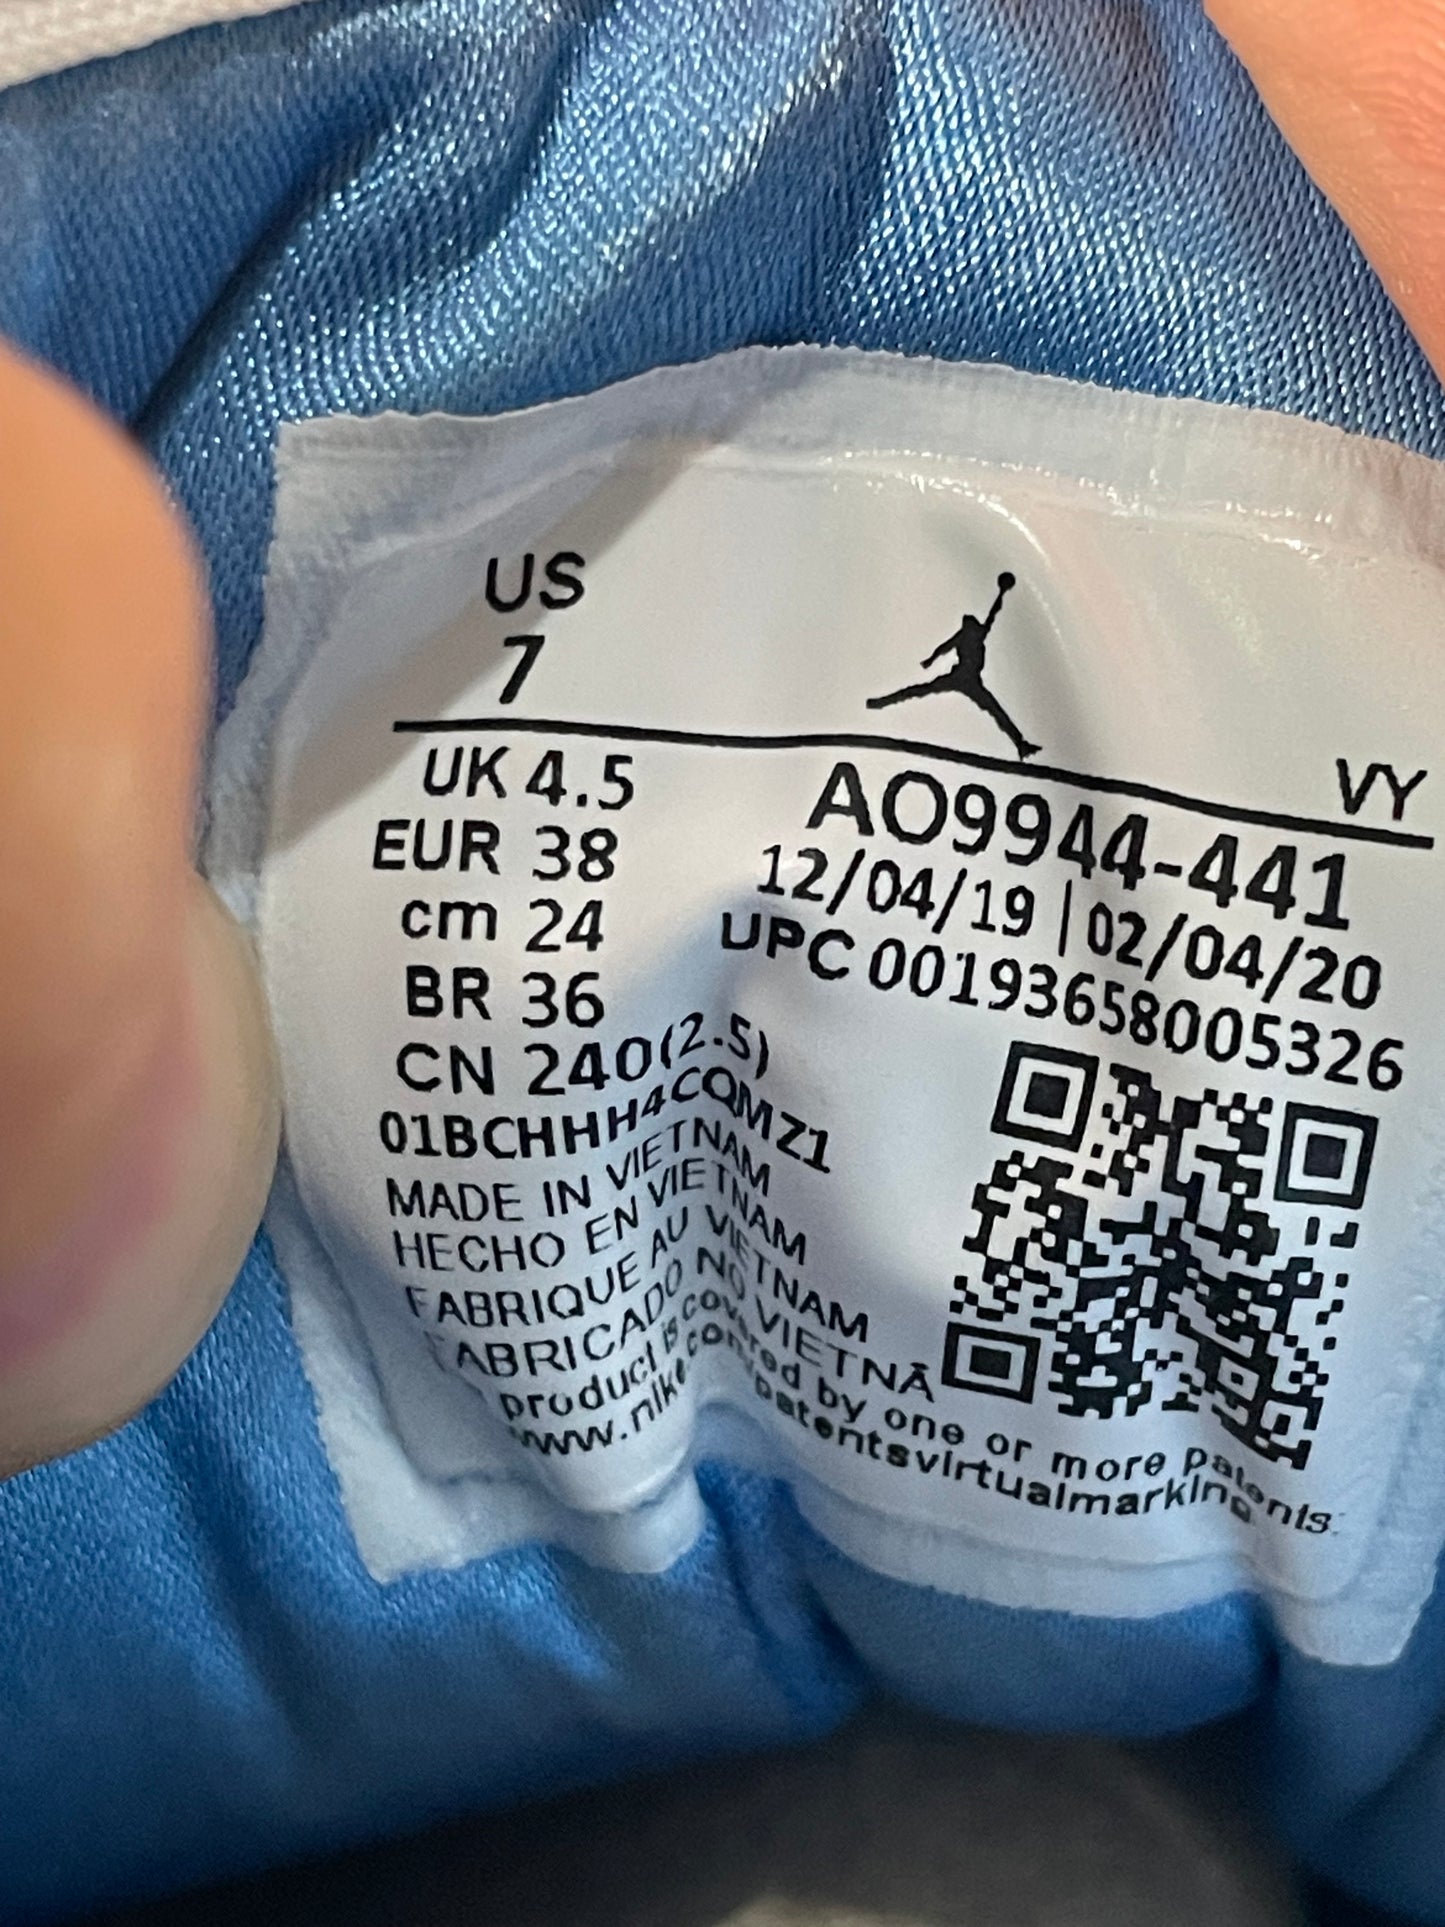 US
7
UK 4.5
EUR 38
cm 24
BR 36
CN 240(2.5)
01BCHHH4CQMZ1
MADE IN VIETNAM
HECHO EN VIETNAM
FABRIQUE AU VIETNAM
FABRICADO NO VIETNÃ
product is covered by one or more patents.
www.nike.com/patentsvirtualmarking
VY
AO9944-441
12/04/19 | 02/04/20
UPC 00193658005326